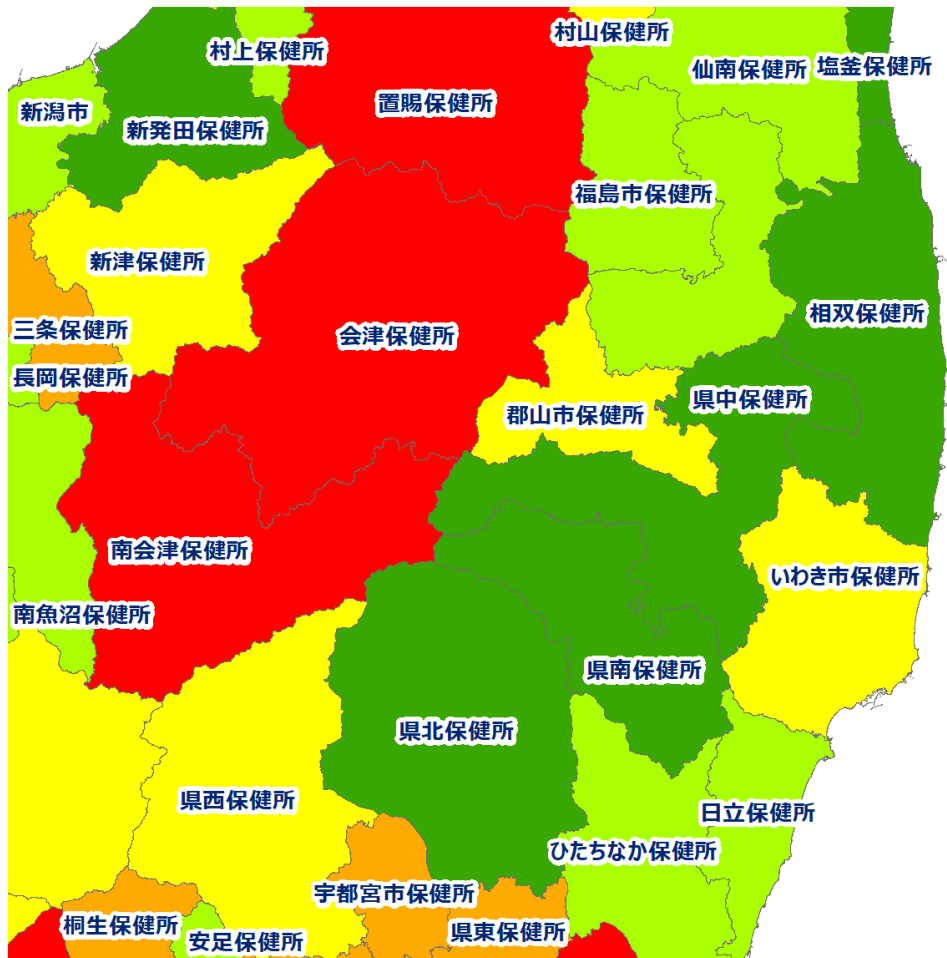 村山保健所
村上保健所
仙南保健所
塩釜保健所
置賜保健所
新潟市
新発田保健所
福島市保健所
新津保健所
相双保健所
三条保健所
会津保健所
長岡保健所
県中保健所
郡山市保健所
南会津保健所
いわき市保健所
南魚沼保健所
県南保健所
県北保健所
県西保健所
日立保健所
ひたちなか保健所
宇都宮市保健所
桐生保健所
県東保健所
安足保健所